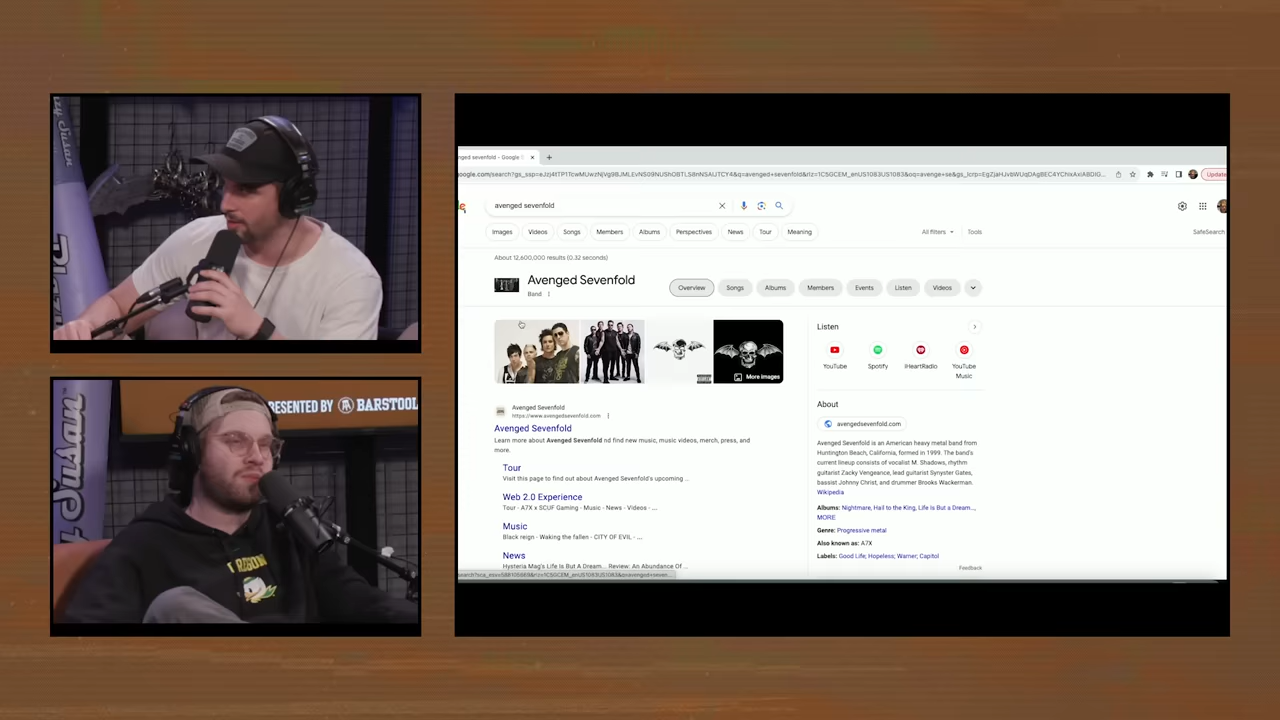 PRESENTED BY BARSTOOL
OREGON
avenged sevenfold - Google
avenged sevenfold
Images Videos Songs Members Albums Perspectives News Tour Meaning All filters Tools SafeSearch
Update
About 12,600,000 results (0.32 seconds)
Avenged Sevenfold
Band
Overview Songs Albums Members Events Listen Videos
More images
Avenged Sevenfold
https://www.avengedsevenfold.com
Avenged Sevenfold
Learn more about Avenged Sevenfold nd find new music, music videos, merch, press, and
more.
Tour
Visit this page to find out about Avenged Sevenfold's upcoming ...
Web 2.0 Experience
Tour - A7X x SCUF Gaming - Music - News - Videos - ...
Music
Black reign - Waking the fallen - CITY OF EVIL - ...
News
Hysteria Mag's Life Is But A Dream... Review: An Abundance Of ...
Listen
YouTube Spotify iHeartRadio YouTube
Music
About
avengedsevenfold.com
Avenged Sevenfold is an American heavy metal band from
Huntington Beach, California, formed in 1999. The band's
current lineup consists of vocalist M. Shadows, rhythm
guitarist Zacky Vengeance, lead guitarist Synyster Gates,
bassist Johnny Christ, and drummer Brooks Wackerman.
Wikipedia
Albums: Nightmare, Hail to the King, Life Is But a Dream...,
MORE
Genre: Progressive metal
Also known as: A7X
Labels: Good Life; Hopeless; Warner; Capitol
Feedback